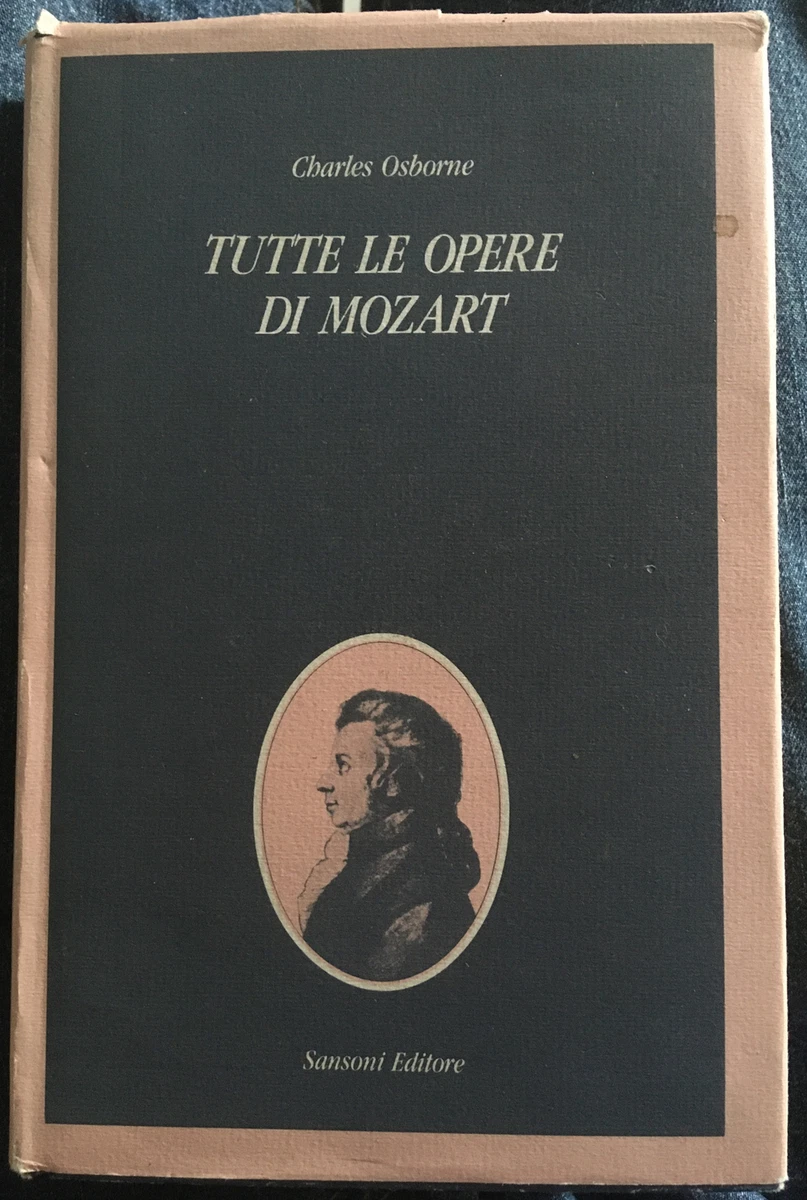 Charles Osborne
TUTTE LE OPERE
DI MOZART
Sansoni Editore